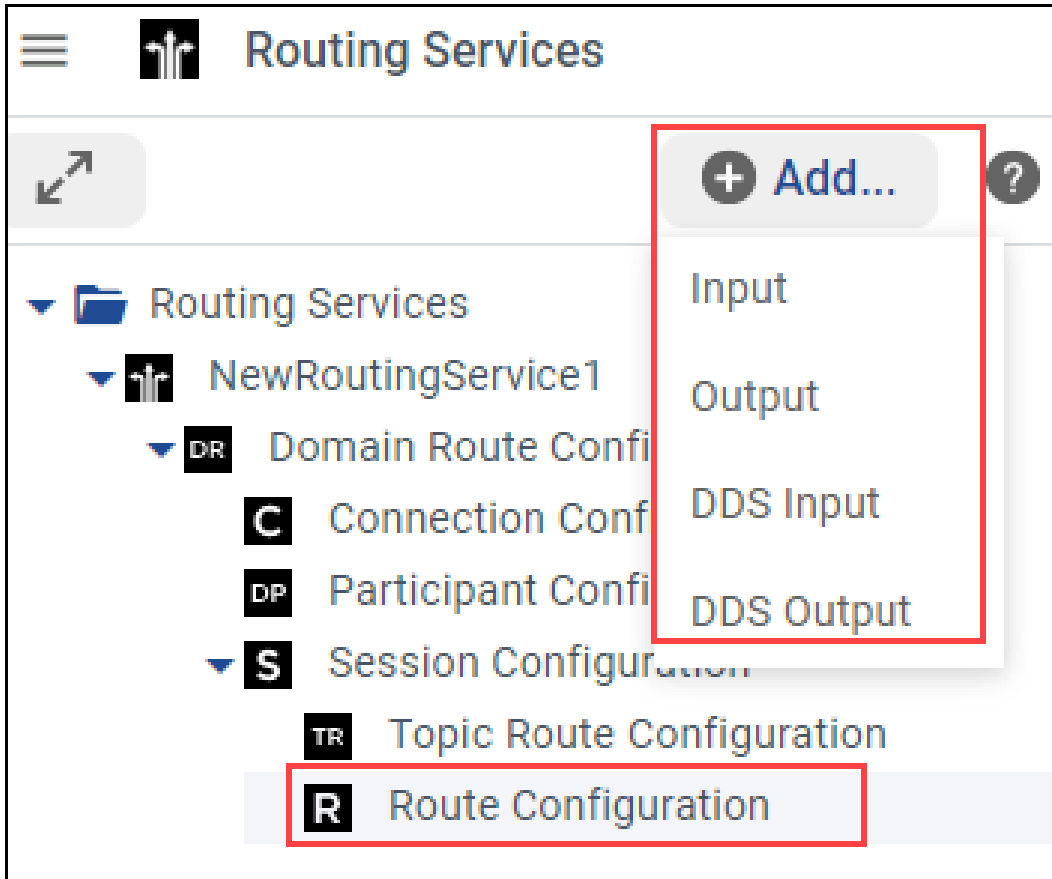 Routing Services
Add...
?
Input
Routing Services
NewRoutingService1
Output
DR Domain Route Confi
DDS Input
C Connection Conf
DP Participant Confi
DDS Output
S Session Configuration
TR Topic Route Configuration
R Route Configuration